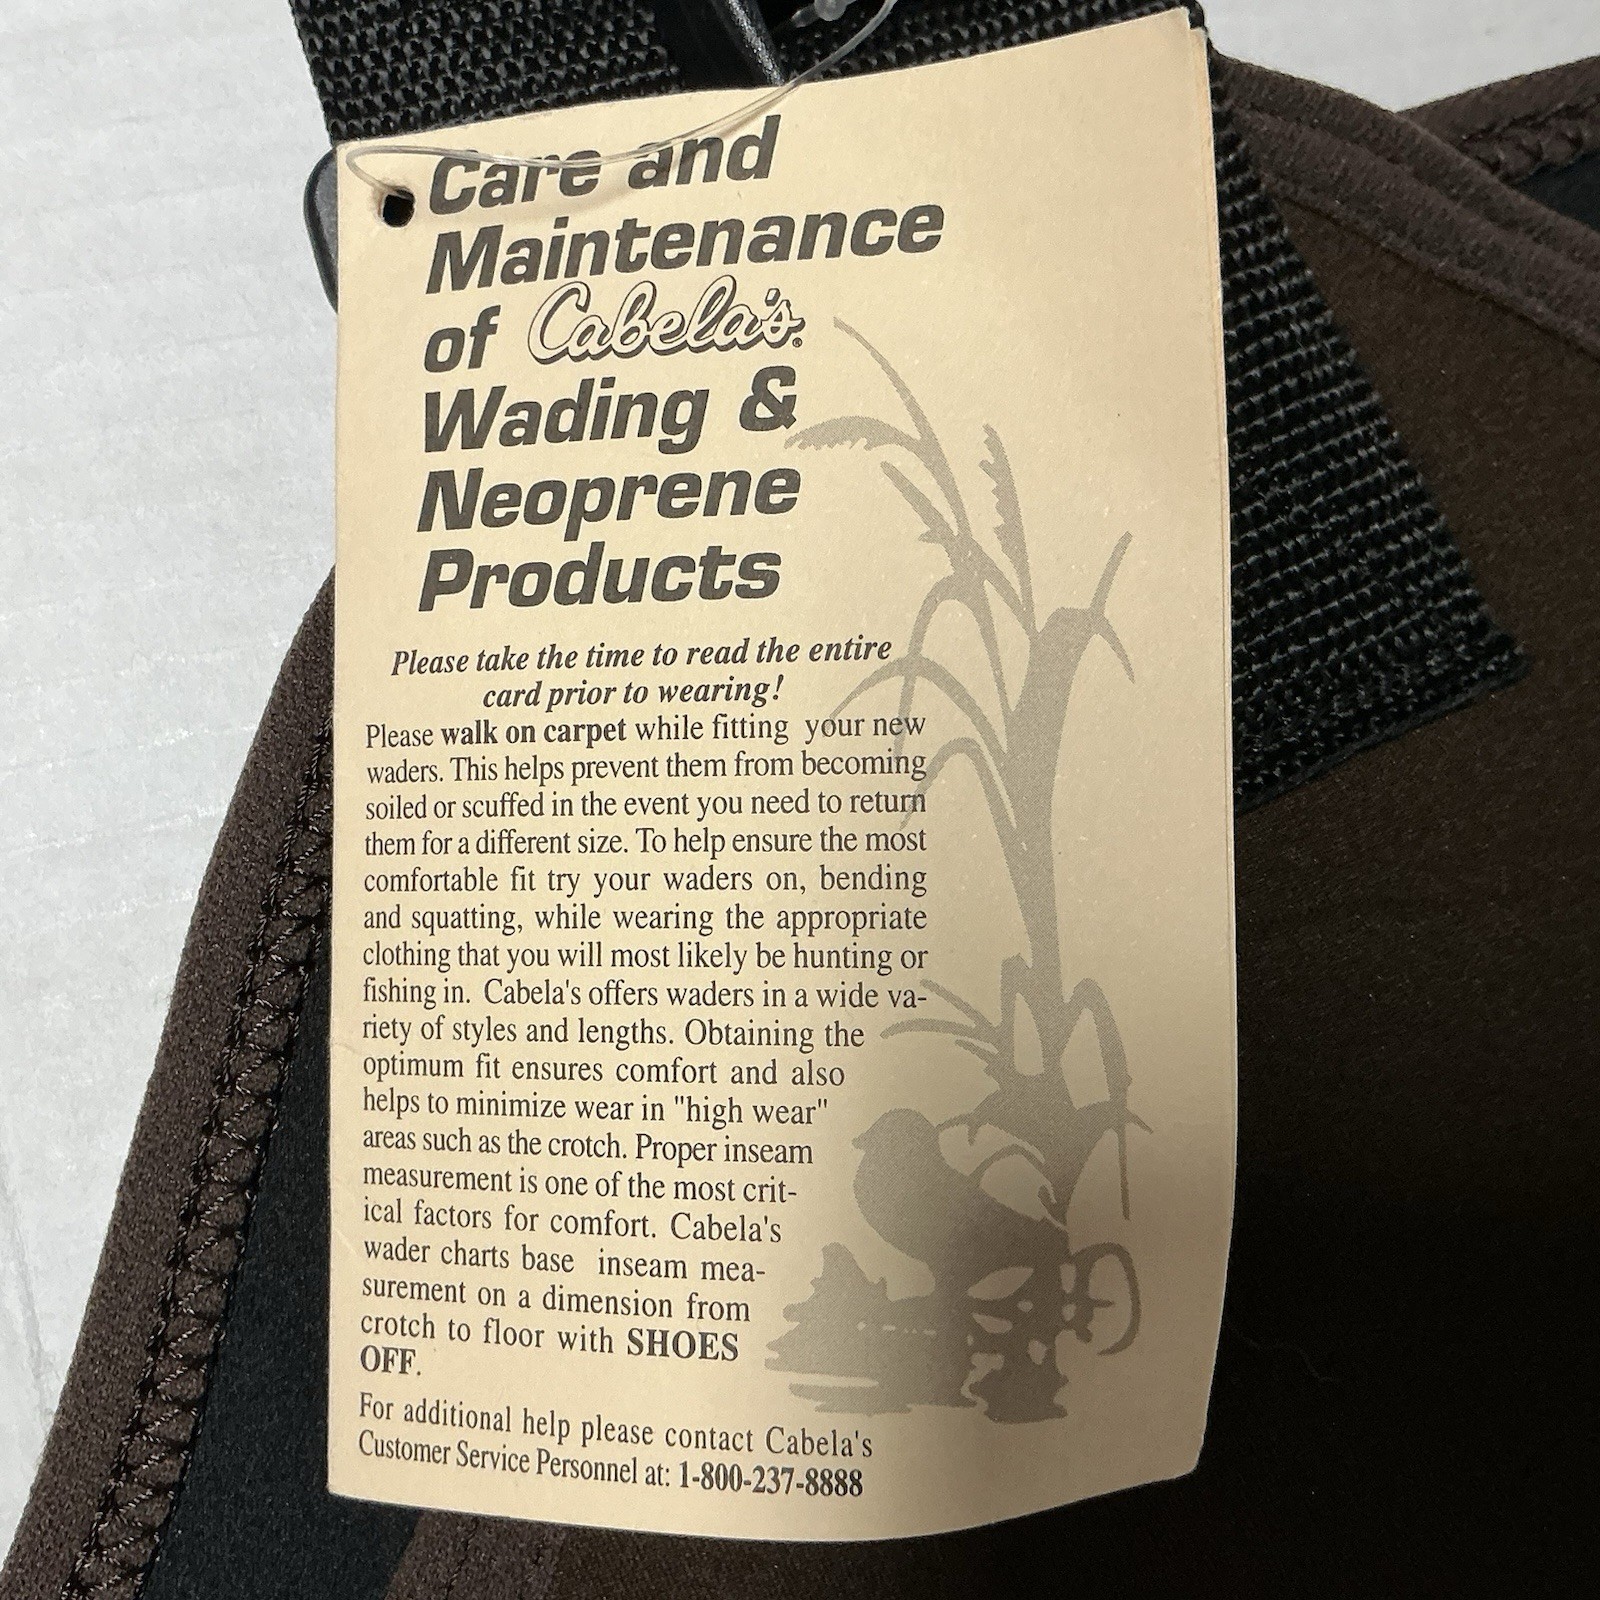 Care and
Maintenance
of Cabela's®
Wading &
Neoprene
Products
Please take the time to read the entire
card prior to wearing!
Please walk on carpet while fitting your new
waders. This helps prevent them from becoming
soiled or scuffed in the event you need to return
them for a different size. To help ensure the most
comfortable fit try your waders on, bending
and squatting, while wearing the appropriate
clothing that you will most likely be hunting or
fishing in. Cabela's offers waders in a wide va-
riety of styles and lengths. Obtaining the
optimum fit ensures comfort and also
helps to minimize wear in "high wear"
areas such as the crotch. Proper inseam
measurement is one of the most crit-
ical factors for comfort. Cabela's
wader charts base inseam mea-
surement on a dimension from
crotch to floor with SHOES
OFF.
For additional help please contact Cabela's
Customer Service Personnel at: 1-800-237-8888